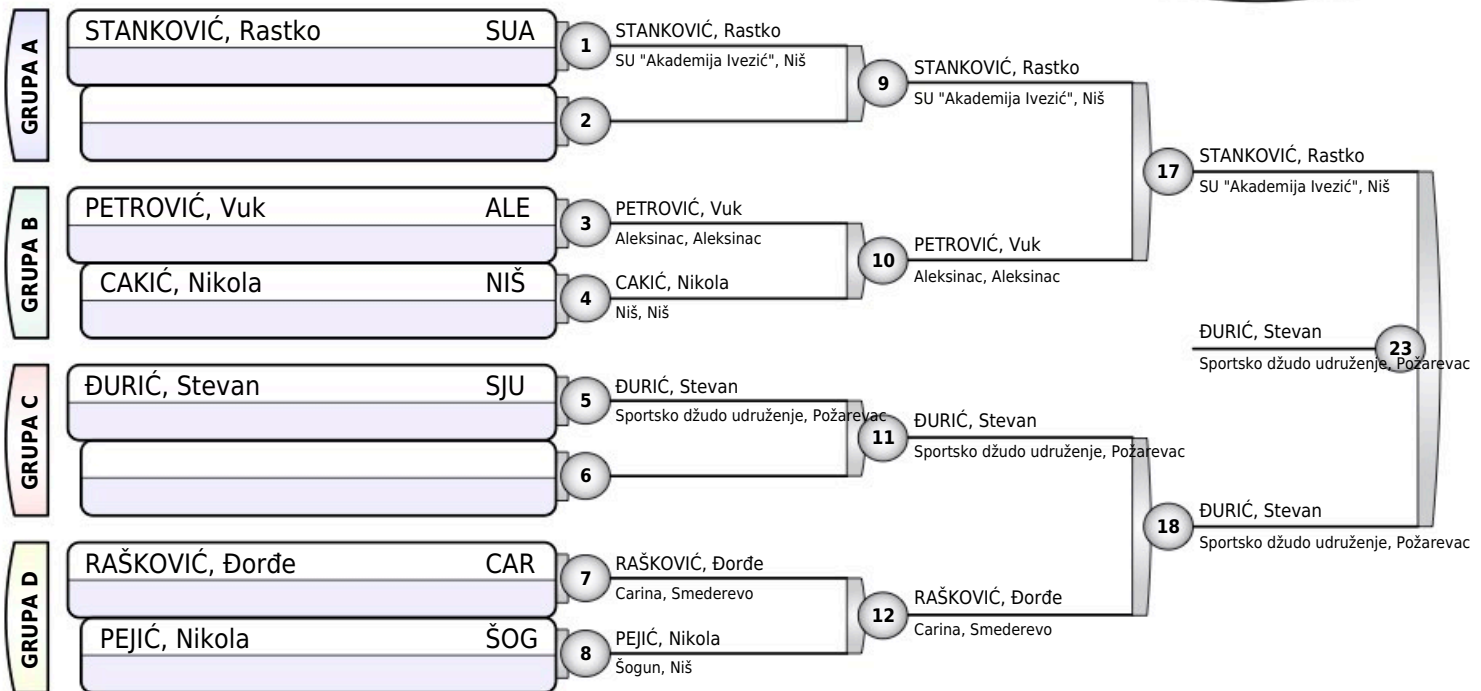 GRUPA A
STANKOVIĆ, Rastko SUA
1
2
STANKOVIĆ, Rastko
SU "Akademija Ivezić", Niš
9
STANKOVIĆ, Rastko
SU "Akademija Ivezić", Niš
GRUPA B
PETROVIĆ, Vuk ALE
CAKIĆ, Nikola NIŠ
3
4
PETROVIĆ, Vuk
Aleksinac, Aleksinac
CAKIĆ, Nikola
Niš, Niš
10
PETROVIĆ, Vuk
Aleksinac, Aleksinac
17
STANKOVIĆ, Rastko
SU "Akademija Ivezić", Niš
GRUPA C
ĐURIĆ, Stevan SJU
5
6
ĐURIĆ, Stevan
Sportsko džudo udruženje, Požarevac
11
ĐURIĆ, Stevan
Sportsko džudo udruženje, Požarevac
GRUPA D
RAŠKOVIĆ, Đorđe CAR
PEJIĆ, Nikola ŠOG
7
8
RAŠKOVIĆ, Đorđe
Carina, Smederevo
PEJIĆ, Nikola
Šogun, Niš
12
RAŠKOVIĆ, Đorđe
Carina, Smederevo
18
ĐURIĆ, Stevan
Sportsko džudo udruženje, Požarevac
ĐURIĆ, Stevan
23
Sportsko džudo udruženje, Požarevac